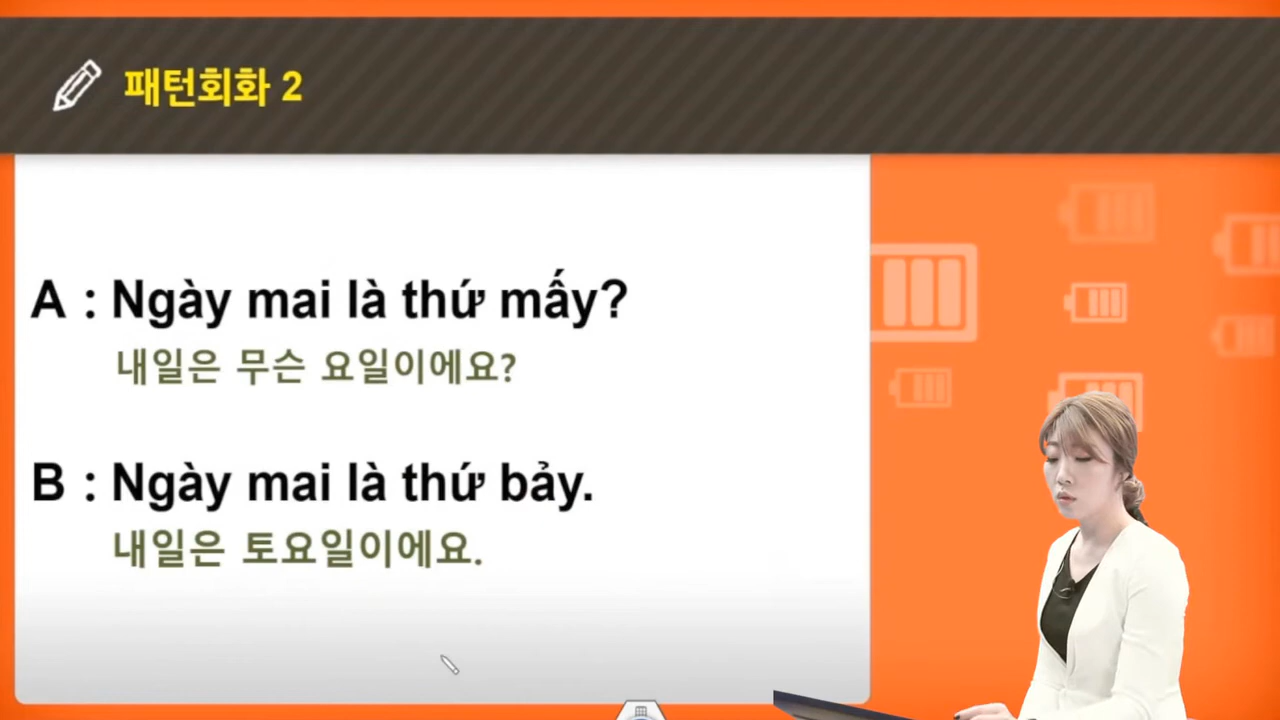 패턴회화 2
A : Ngày mai là thứ mấy?
내일은 무슨 요일이에요?
B : Ngày mai là thứ bảy.
내일은 토요일이에요.